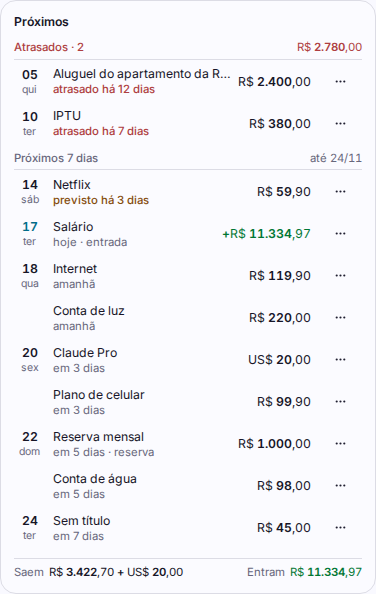 Próximos
Atrasados · 2 R$ 2.780,00
05 Aluguel do apartamento da R... R$ 2.400,00 ···
qui atrasado há 12 dias
10 IPTU R$ 380,00 ···
ter atrasado há 7 dias
Próximos 7 dias até 24/11
14 Netflix R$ 59,90 ···
sáb previsto há 3 dias
17 Salário +R$ 11.334,97 ···
ter hoje · entrada
18 Internet R$ 119,90 ···
qua amanhã
Conta de luz R$ 220,00 ···
amanhã
20 Claude Pro US$ 20,00 ···
sex em 3 dias
Plano de celular R$ 99,90 ···
em 3 dias
22 Reserva mensal R$ 1.000,00 ···
dom em 5 dias · reserva
Conta de água R$ 98,00 ···
em 5 dias
24 Sem título R$ 45,00 ···
ter em 7 dias
Saem R$ 3.422,70 + US$ 20,00 Entram R$ 11.334,97